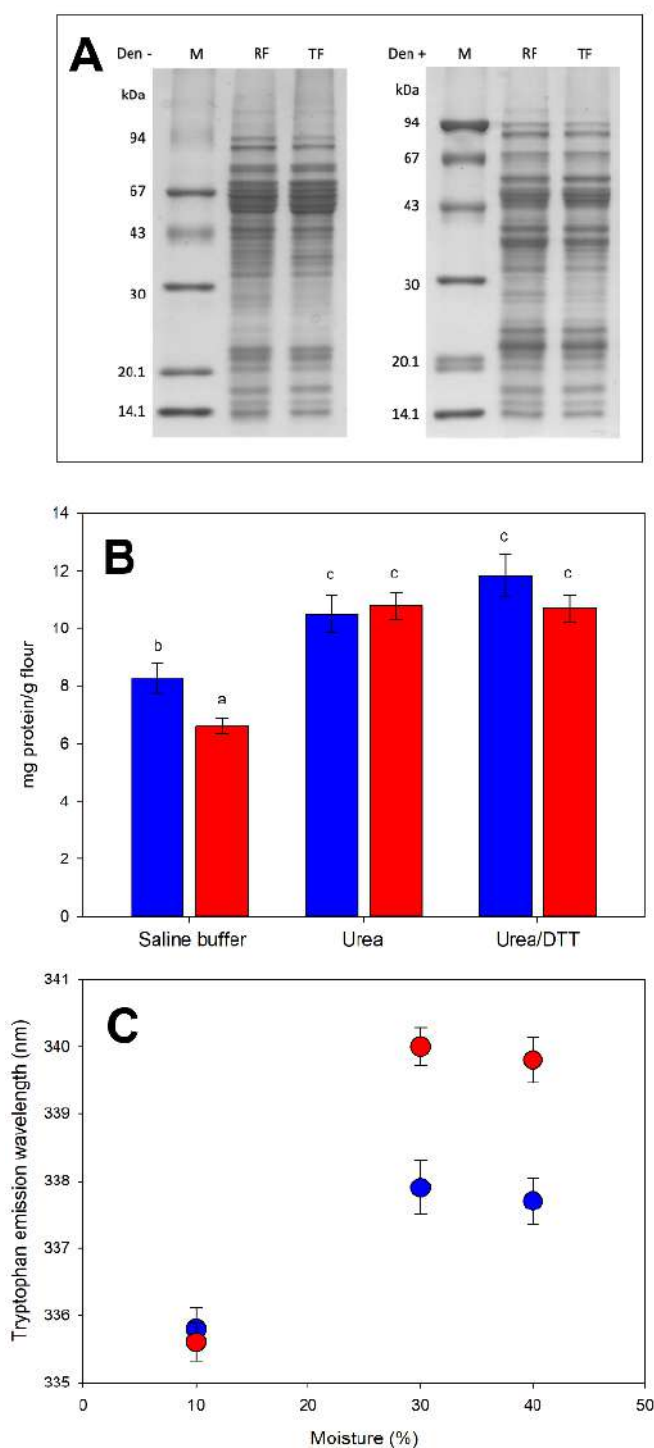 A
Den - M RF TF
kDa
94
67
43
30
20.1
14.1
Den + M RF TF
kDa
94
67
43
30
20.1
14.1
B
mg protein/g flour
14
12
10
8
6
4
2
0
b
a
c
c
c
c
Saline buffer Urea Urea/DTT
C
Tryptophan emission wavelength (nm)
341
340
339
338
337
336
335
0 10 20 30 40 50
Moisture (%)